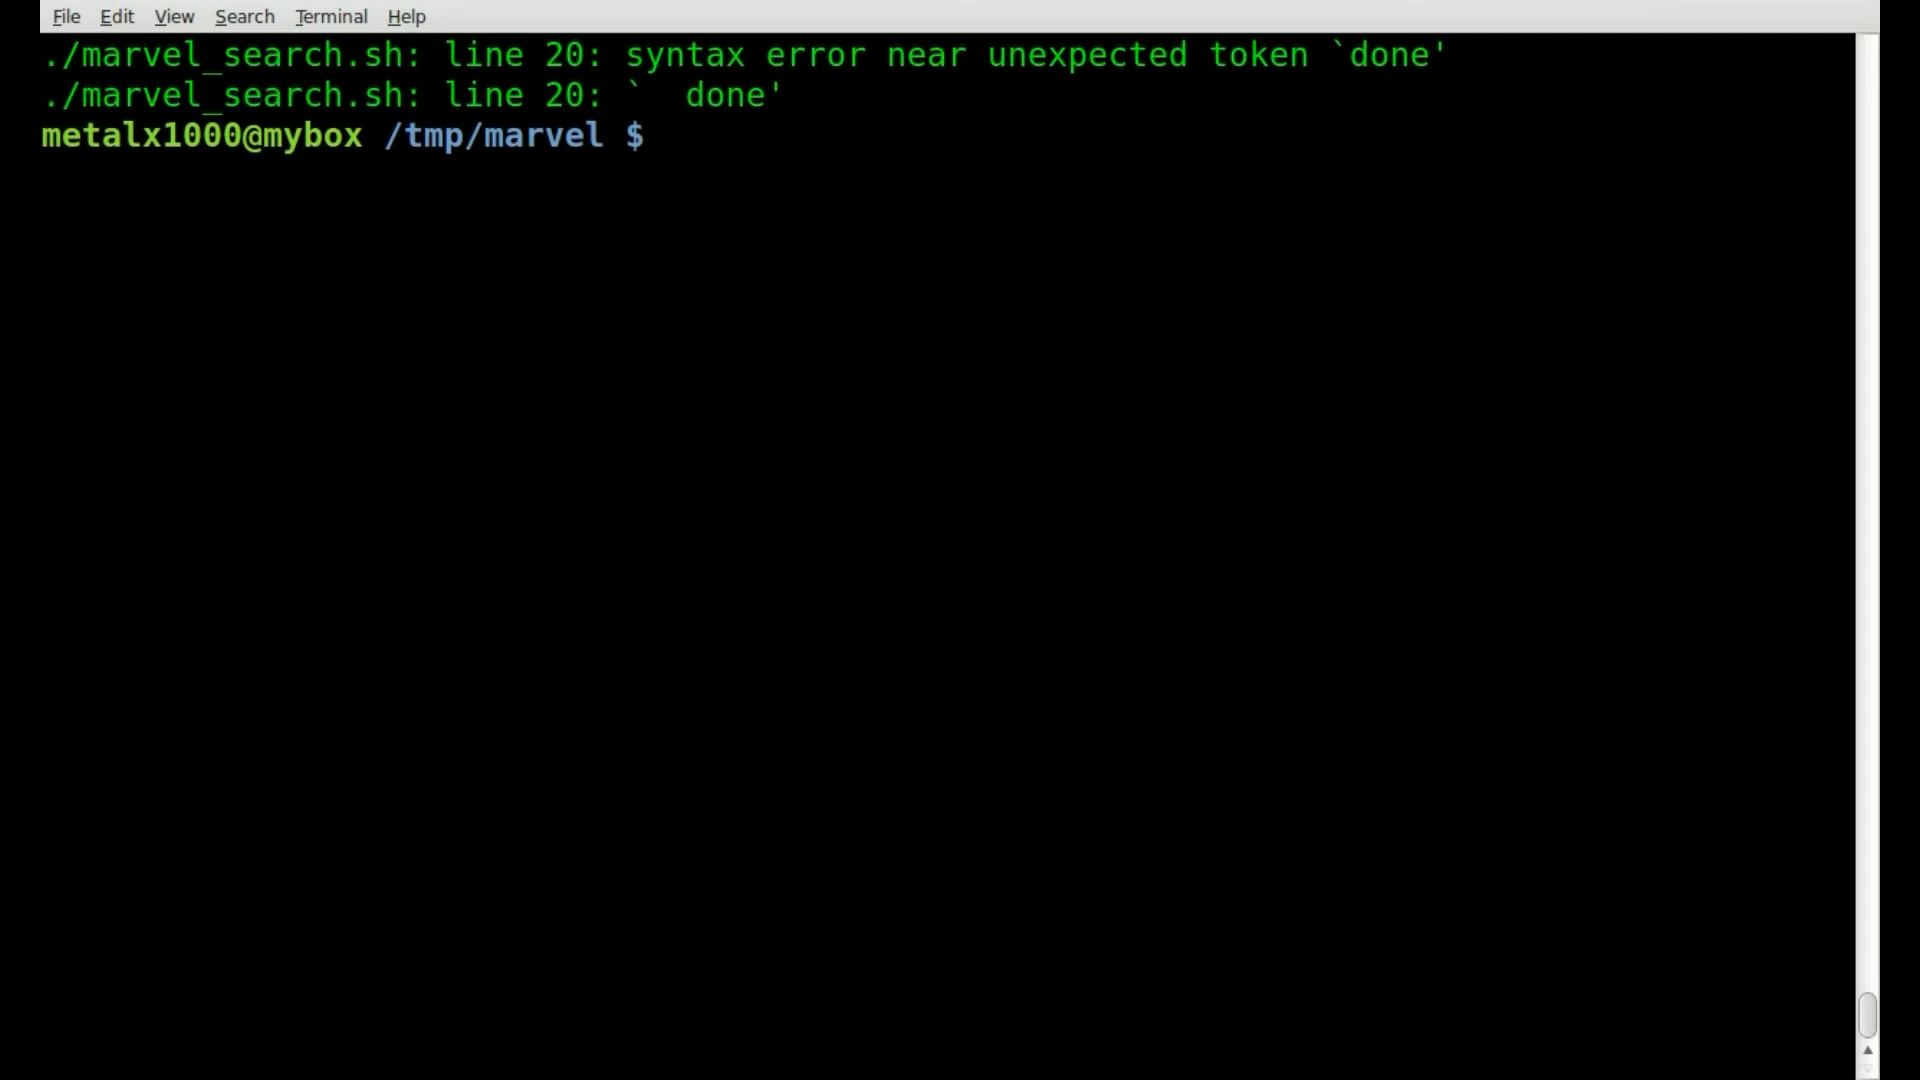 File Edit View Search Terminal Help
./marvel_search.sh: line 20: syntax error near unexpected token `done'
./marvel_search.sh: line 20: `  done'
metalx1000@mybox /tmp/marvel $